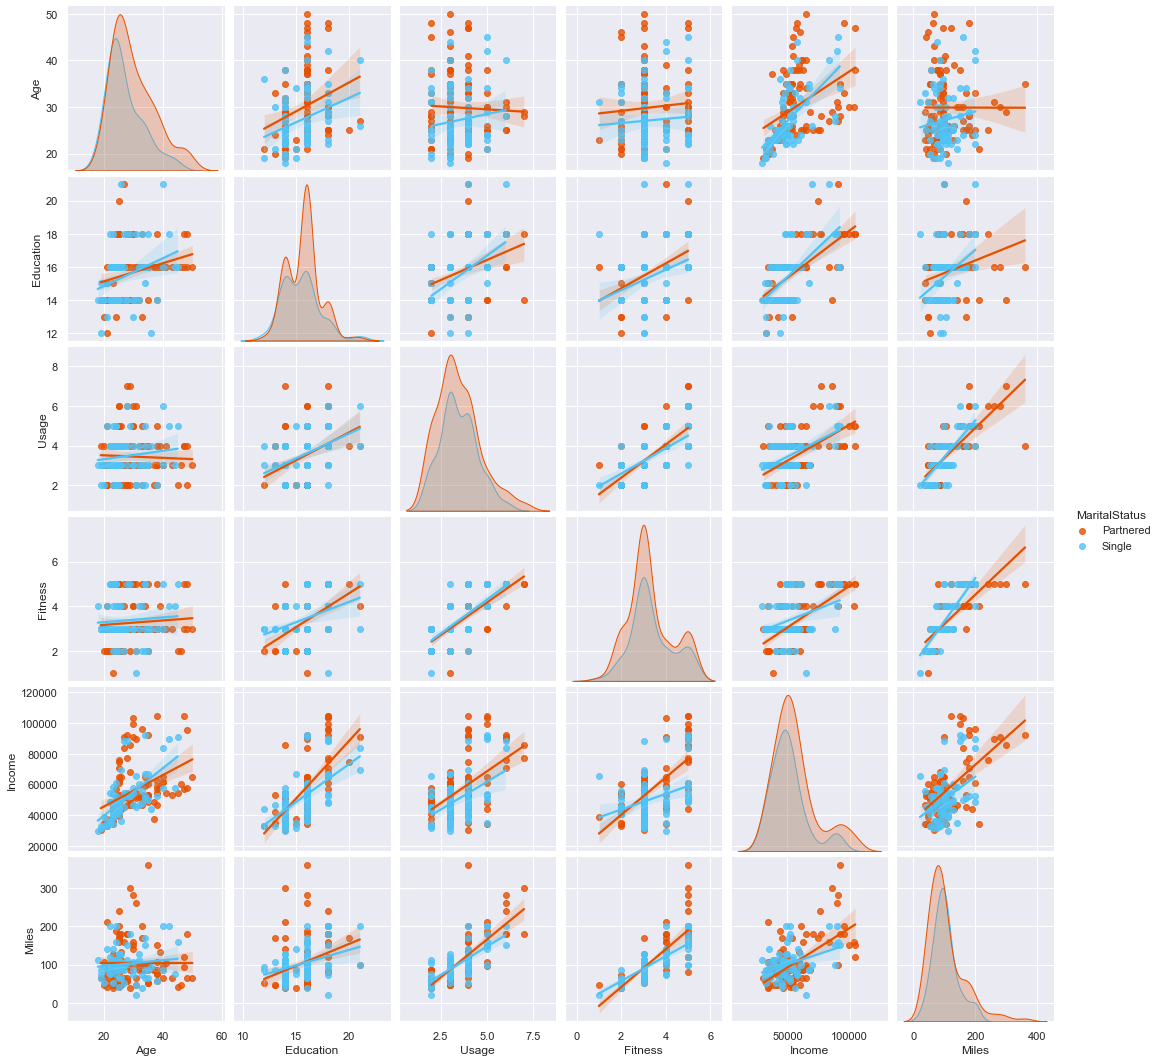 50
40
30
20
Age
20
18
16
14
12
Education
8
6
4
2
Usage
MaritalStatus
Partnered
Single
6
4
2
Fitness
120000
100000
80000
60000
40000
20000
Income
300
200
100
0
Miles
20 40 60 10 15 20 2.5 5.0 7.5 0 2 4 6 50000 100000 0 200 400
Age Education Usage Fitness Income Miles